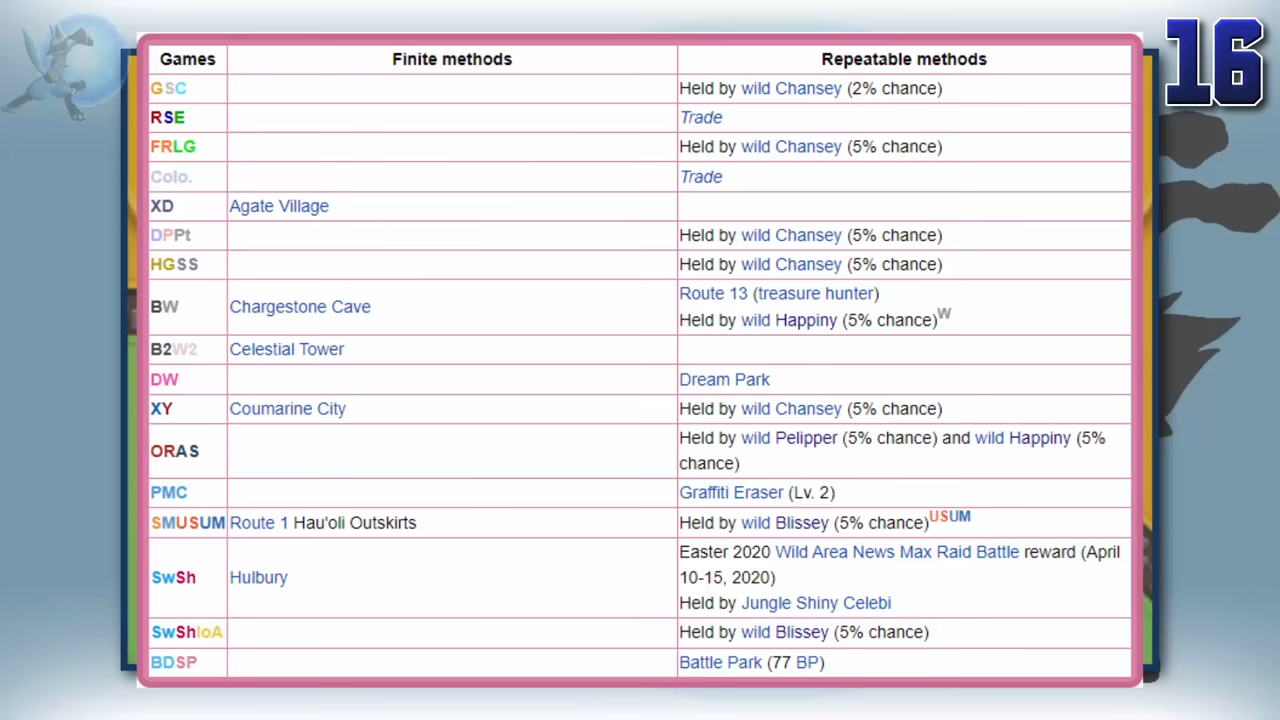 16
Games Finite methods Repeatable methods
GSC Held by wild Chansey (2% chance)
RSE Trade
FRLG Held by wild Chansey (5% chance)
Colo. Trade
XD Agate Village
DPPt Held by wild Chansey (5% chance)
HGSS Held by wild Chansey (5% chance)
BW Chargestone Cave Route 13 (treasure hunter)
Held by wild Happiny (5% chance)W
B2W2 Celestial Tower
DW Dream Park
XY Coumarine City Held by wild Chansey (5% chance)
ORAS Held by wild Pelipper (5% chance) and wild Happiny (5%
chance)
PMC Graffiti Eraser (Lv. 2)
SMUSUM Route 1 Hau'oli Outskirts Held by wild Blissey (5% chance)USUM
SwSh Hulbury Easter 2020 Wild Area News Max Raid Battle reward (April
10-15, 2020)
Held by Jungle Shiny Celebi
SwShIoA Held by wild Blissey (5% chance)
BDSP Battle Park (77 BP)